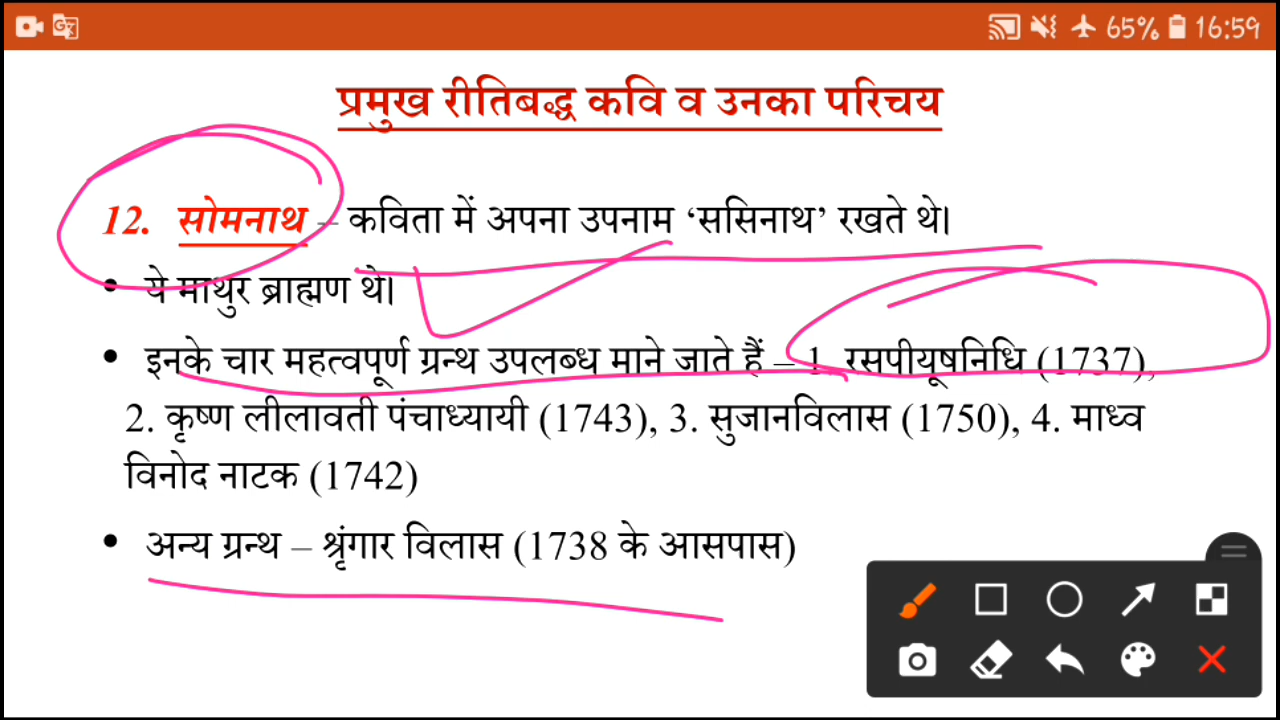 65% 16:59
प्रमुख रीतिबद्ध कवि व उनका परिचय
12. सोमनाथ – कविता में अपना उपनाम ‘ससिनाथ’ रखते थे।
• ये माथुर ब्राह्मण थे।
• इनके चार महत्वपूर्ण ग्रन्थ उपलब्ध माने जाते हैं – 1. रसपीयूषनिधि (1737),
2. कृष्ण लीलावती पंचाध्यायी (1743), 3. सुजानविलास (1750), 4. माध्व
विनोद नाटक (1742)
• अन्य ग्रन्थ – श्रृंगार विलास (1738 के आसपास)